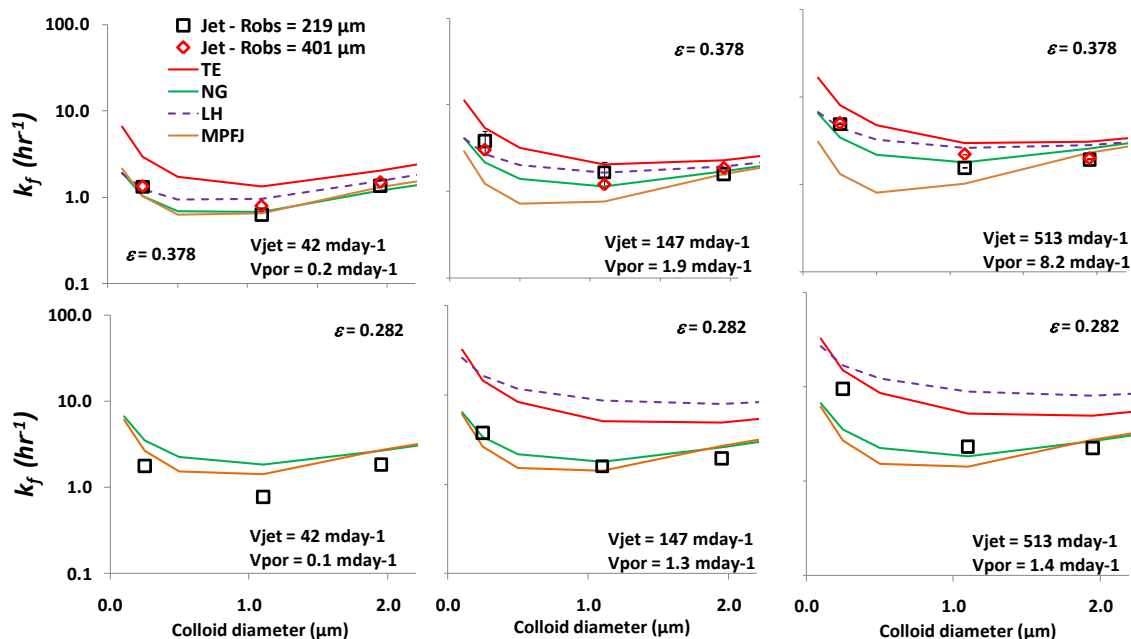 100.0
10.0
1.0
0.1
k_f (hr-1)
Jet - Robs = 219 µm
Jet - Robs = 401 µm
TE
NG
LH
MPFJ
ε = 0.378
Vjet = 42 mday-1
Vpor = 0.2 mday-1
ε = 0.378
Vjet = 147 mday-1
Vpor = 1.9 mday-1
ε = 0.378
Vjet = 513 mday-1
Vpor = 8.2 mday-1
100.0
10.0
1.0
0.1
k_f (hr-1)
ε = 0.282
Vjet = 42 mday-1
Vpor = 0.1 mday-1
0.0 1.0 2.0
Colloid diameter (µm)
ε = 0.282
Vjet = 147 mday-1
Vpor = 1.3 mday-1
0.0 1.0 2.0
Colloid diameter (µm)
ε = 0.282
Vjet = 513 mday-1
Vpor = 1.4 mday-1
0.0 1.0 2.0
Colloid diameter (µm)